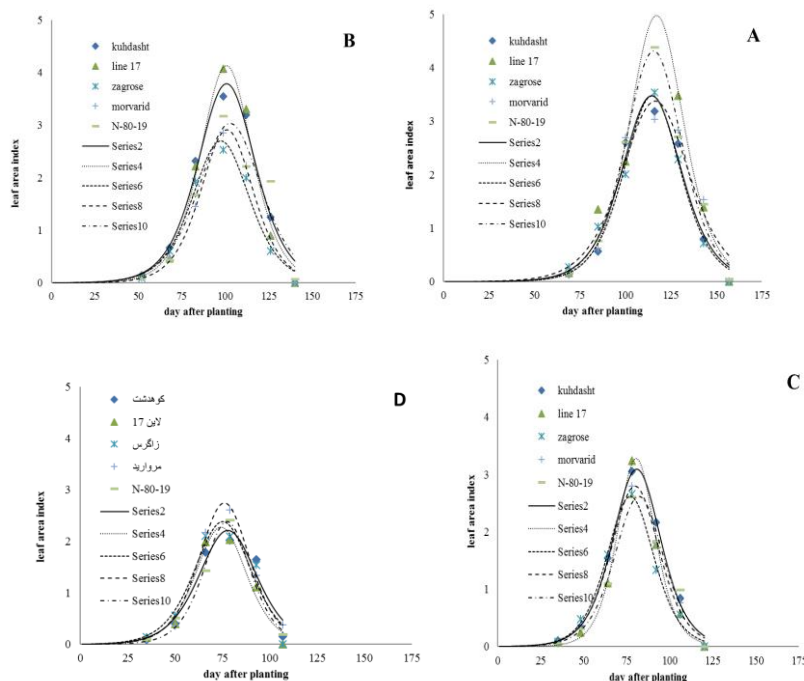 B
leaf area index
5
4
3
2
1
0
kuhdasht
line 17
zagrose
morvarid
N-80-19
Series2
Series4
Series6
Series8
Series10
0 25 50 75 100 125 150 175
day after planting
A
leaf area index
5
4
3
2
1
0
kuhdasht
line 17
zagrose
morvarid
N-80-19
Series2
Series4
Series6
Series8
Series10
0 25 50 75 100 125 150 175
day after planting
D
leaf area index
5
4
3
2
1
0
کوهدشت
لاین 17
زاگرس
مروارید
N-80-19
Series2
Series4
Series6
Series8
Series10
0 25 50 75 100 125 150 175
day after planting
C
leaf area index
5
4
3
2
1
0
kuhdasht
line 17
zagrose
morvarid
N-80-19
Series2
Series4
Series6
Series8
Series10
0 25 50 75 100 125 150 175
day after planting